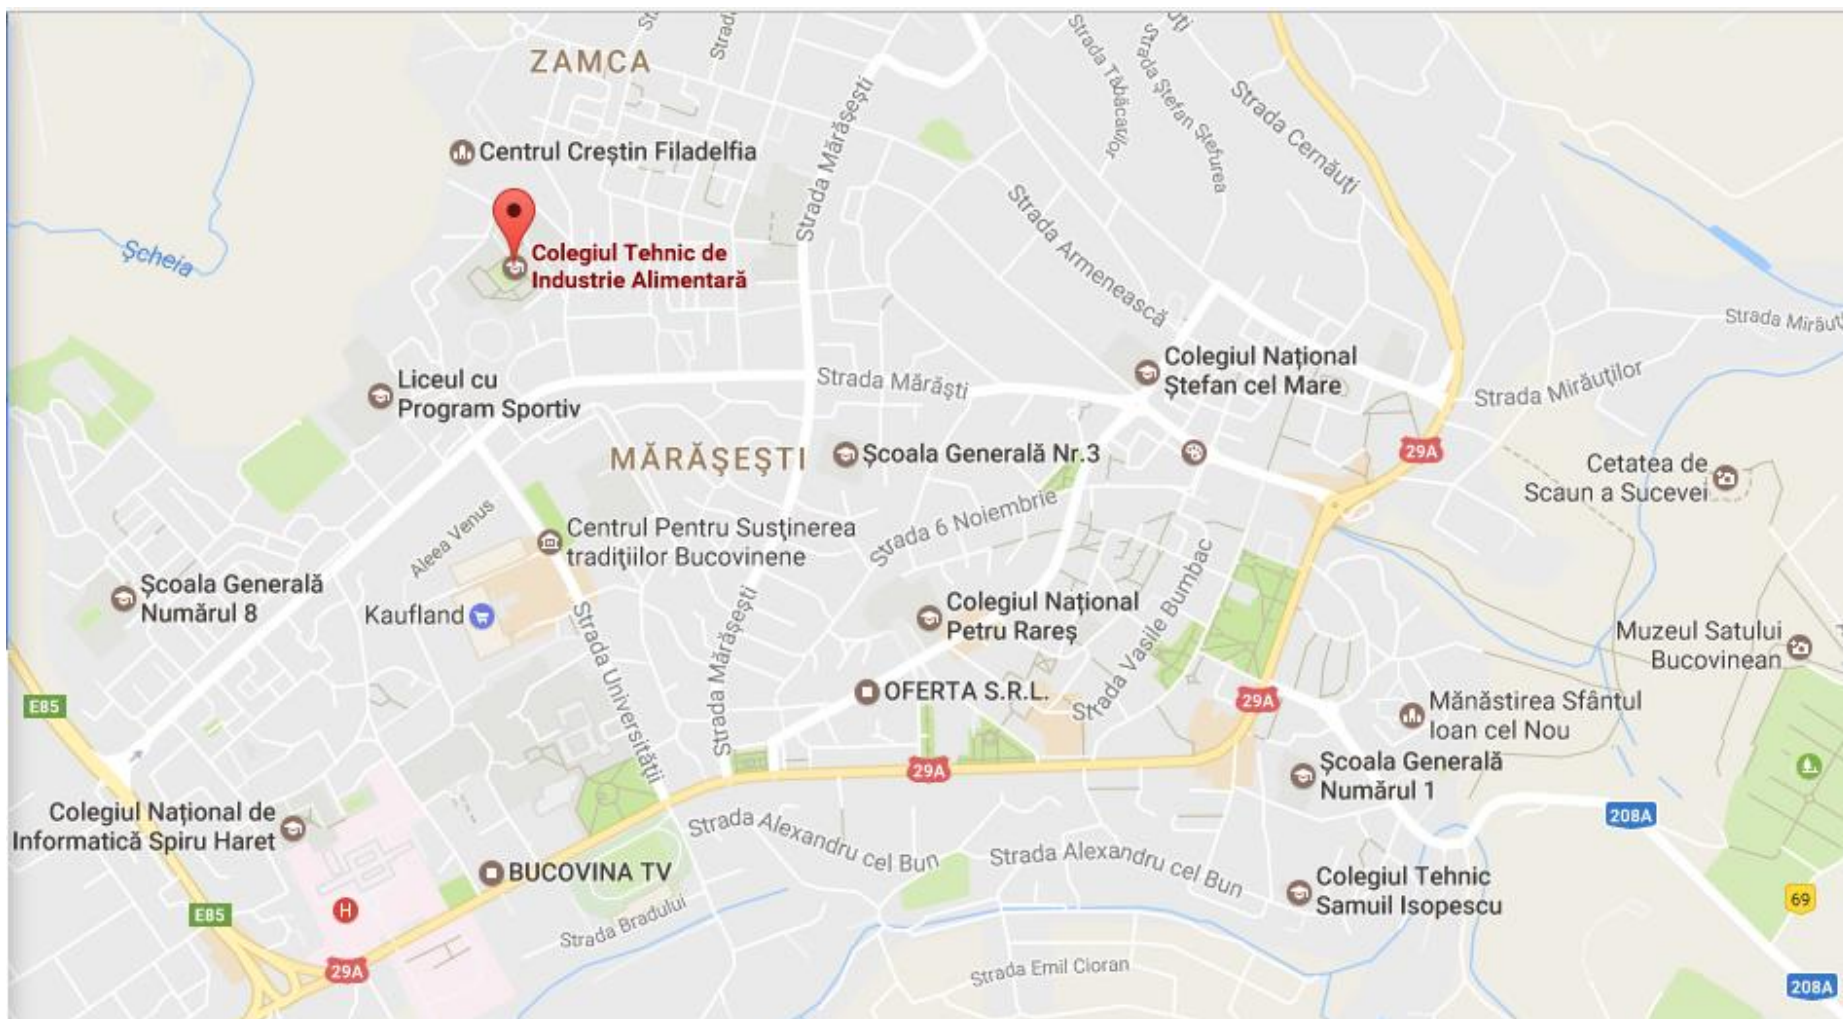 ZAMCA
Centrul Creștin Filadelfia
Colegiul Tehnic de
Industrie Alimentară
Șcheia
Strada Mărășești
Strada Tăbăcarilor
Strada Ștefan Ștefurea
Strada Cernăuți
Strada Armenească
Strada Mirăuț
Strada Mirăuților
Colegiul Național
Ștefan cel Mare
Liceul cu
Program Sportiv
Strada Mărăști
MĂRĂȘEȘTI
Școala Generală Nr.3
29A
Cetatea de
Scaun a Sucevei
Aleea Venus
Centrul Pentru Susținerea
tradițiilor Bucovinene
Strada 6 Noiembrie
Școala Generală
Numărul 8
Kaufland
Strada Universității
Strada Mărășești
Colegiul Național
Petru Rareș
Strada Vasile Bumbac
Muzeul Satului
Bucovinean
OFERTA S.R.L.
E85
29A
Mănăstirea Sfântul
Ioan cel Nou
29A
Școala Generală
Numărul 1
208A
Colegiul Național de
Informatică Spiru Haret
Strada Alexandru cel Bun
Strada Alexandru cel Bun
BUCOVINA TV
Colegiul Tehnic
Samuil Isopescu
H
E85
69
Strada Bradului
29A
Strada Emil Cioran
208A